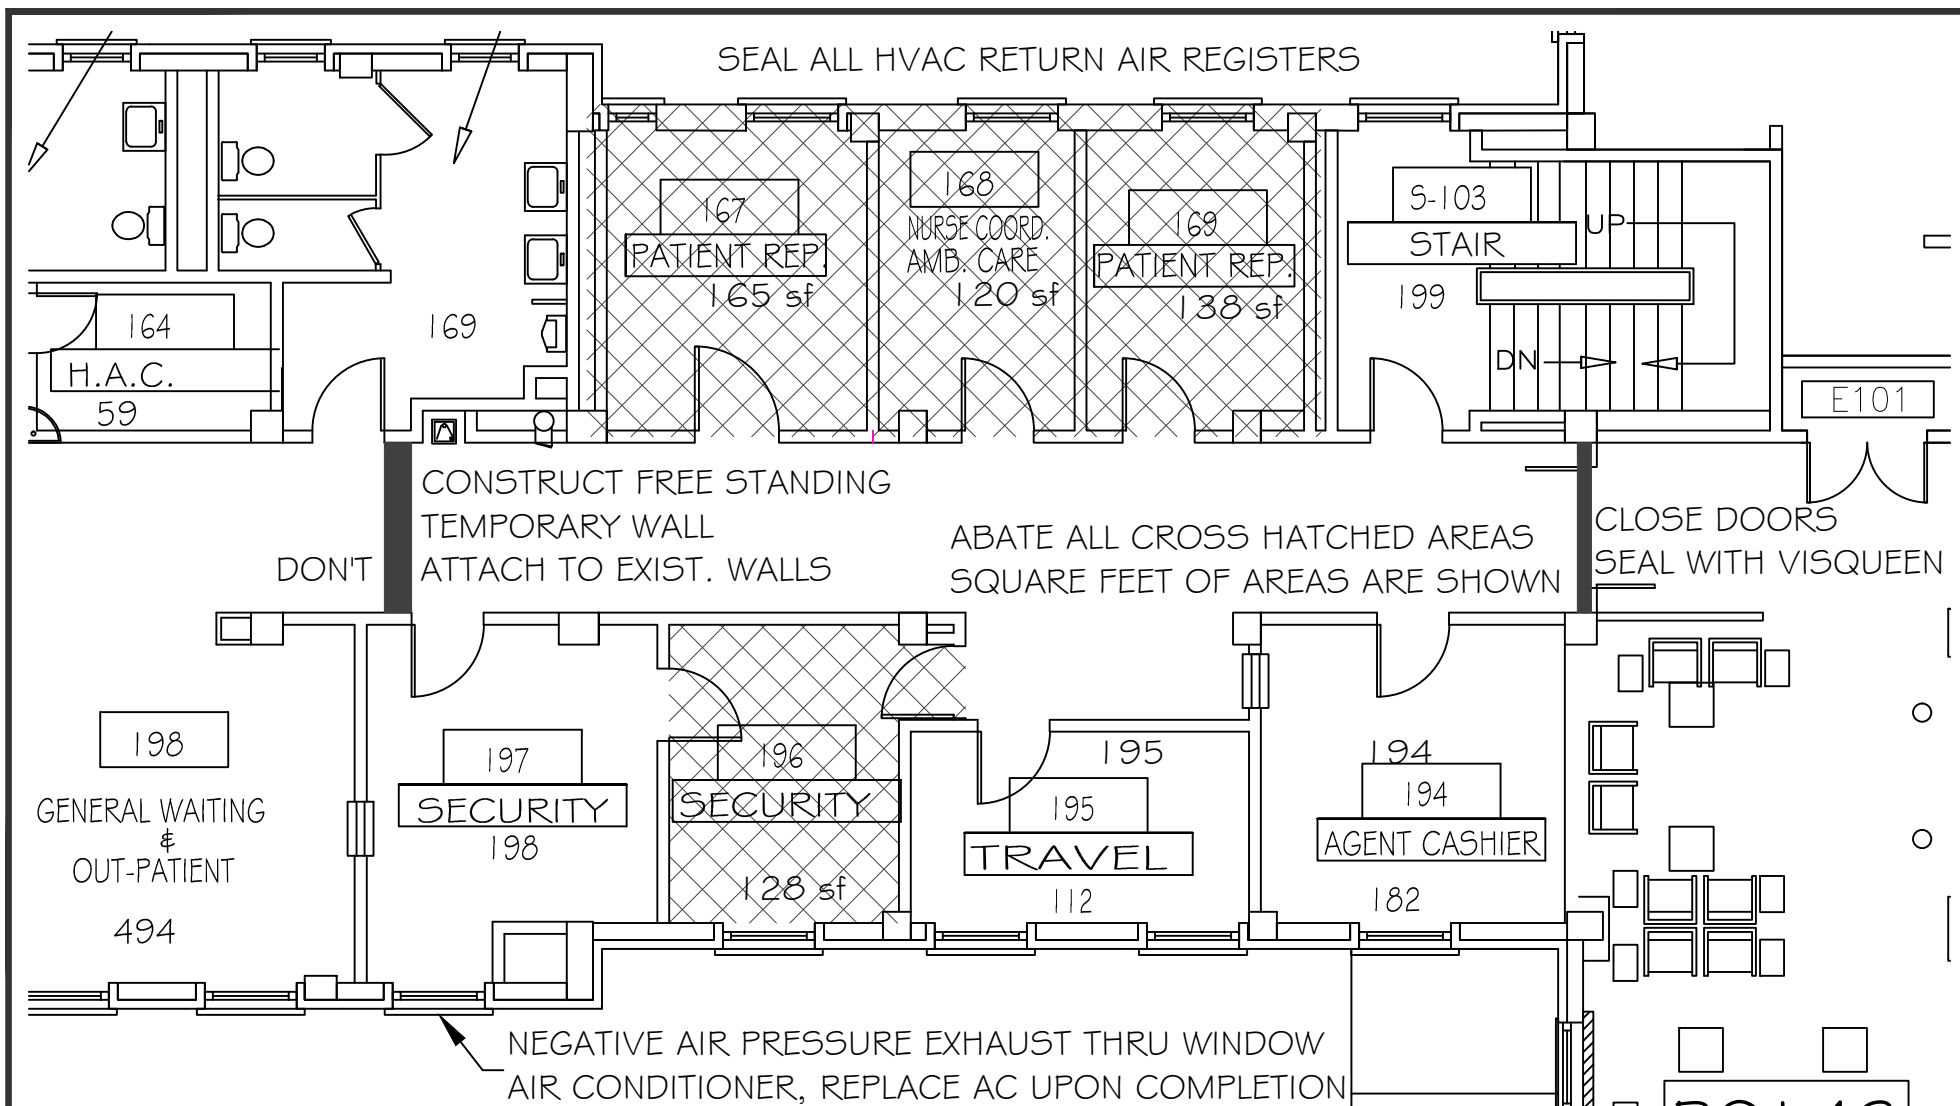 SEAL ALL HVAC RETURN AIR REGISTERS
167
PATIENT REP.
165 sf
168
NURSE COORD.
AMB. CARE
120 sf
169
PATIENT REP.
138 sf
S-103
STAIR
199
UP
DN
E101
164
H.A.C.
59
169
CONSTRUCT FREE STANDING
TEMPORARY WALL
DON'T ATTACH TO EXIST. WALLS
ABATE ALL CROSS HATCHED AREAS
SQUARE FEET OF AREAS ARE SHOWN
CLOSE DOORS
SEAL WITH VISQUEEN
198
GENERAL WAITING
&
OUT-PATIENT
494
197
SECURITY
198
196
SECURITY
128 sf
195
195
TRAVEL
112
194
194
AGENT CASHIER
182
NEGATIVE AIR PRESSURE EXHAUST THRU WINDOW
AIR CONDITIONER, REPLACE AC UPON COMPLETION